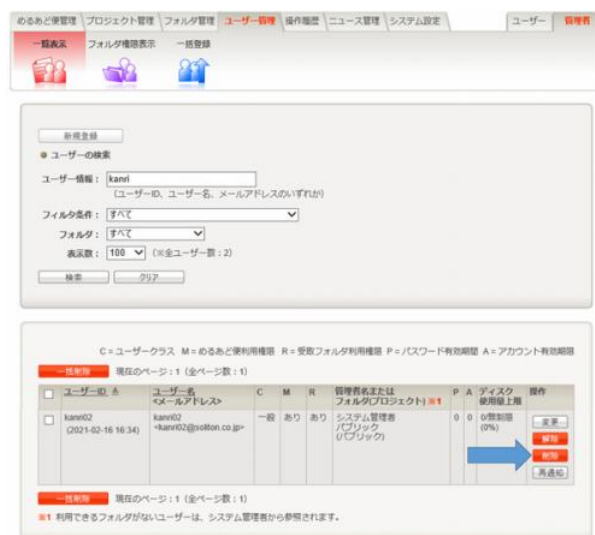 めるあど便管理 プロジェクト管理 フォルダ管理 ユーザー管理 操作履歴 ニュース管理 システム設定 ユーザー 管理者
一覧表示 フォルダ権限表示 一括登録
新規登録
ユーザーの検索
ユーザー情報： kanri
（ユーザーID、ユーザー名、メールアドレスのいずれか）
フィルタ条件： すべて
フォルダ： すべて
表示数： 100 （※全ユーザー数：2）
検索 クリア
C = ユーザークラス M = めるあど便利用権限 R = 受取フォルダ利用権限 P = パスワード有効期間 A = アカウント有効期限
一括削除 現在のページ：1（全ページ数：1）
ユーザーID ユーザー名 <メールアドレス> C M R 管理者名または フォルダ(プロジェクト) ※1 P A ディスク 使用量上限 操作
kanri02 kanri02 一般 あり あり システム管理者 0 0 0/無制限 変更
(2021-02-16 16:34) <kanri02@soliton.co.jp> パブリック (0%) 解除
(パブリック) 削除
再通知
一括削除 現在のページ：1（全ページ数：1）
※1 利用できるフォルダがないユーザーは、システム管理者から参照されます。